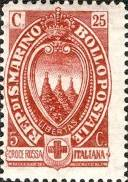 C. 25
REP. DI S. MARINO
BOLLO POSTALE
LIBERTAS
5 C.
CROCE ROSSA ITALIANA